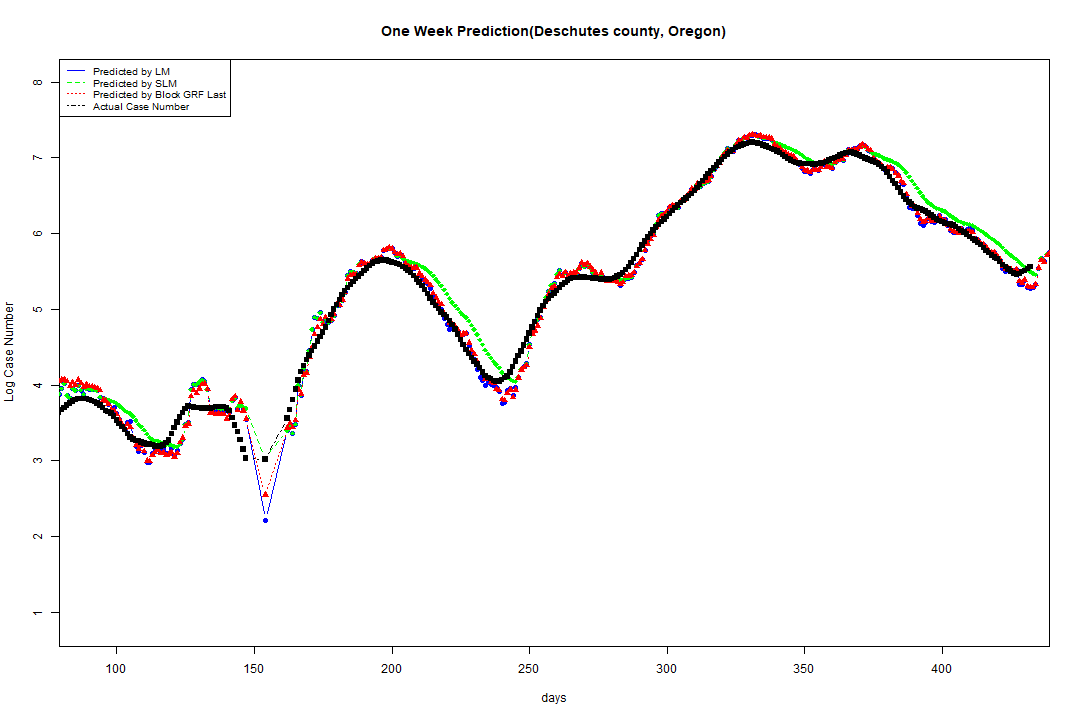 One Week Prediction(Deschutes county, Oregon)
Predicted by LM
Predicted by SLM
Predicted by Block GRF Last
Actual Case Number
8
7
6
5
4
3
2
1
Log Case Number
100 150 200 250 300 350 400
days